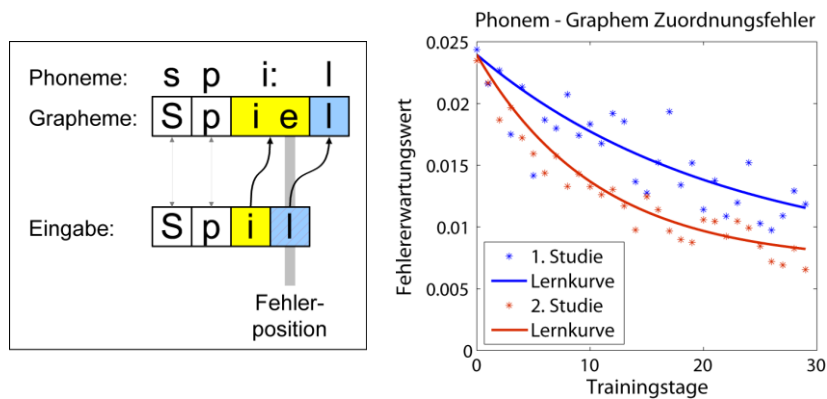 Phoneme: s p i: l
Grapheme: S p i e l
Eingabe: S p i l
Fehler-
position
Phonem - Graphem Zuordnungsfehler
Fehlererwartungswert
0.025
0.02
0.015
0.01
0.005
0
1. Studie
Lernkurve
2. Studie
Lernkurve
0 10 20 30
Trainingstage